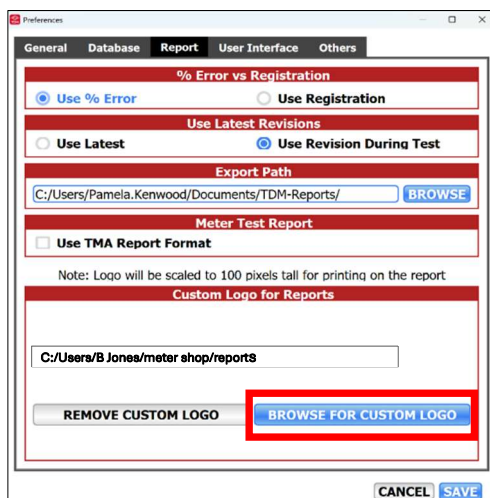 Preferences
General Database Report User Interface Others
% Error vs Registration
Use % Error Use Registration
Use Latest Revisions
Use Latest Use Revision During Test
Export Path
C:/Users/Pamela.Kenwood/Documents/TDM-Reports/ BROWSE
Meter Test Report
Use TMA Report Format
Note: Logo will be scaled to 100 pixels tall for printing on the report
Custom Logo for Reports
C:/Users/B Jones/meter shop/reports
REMOVE CUSTOM LOGO BROWSE FOR CUSTOM LOGO
CANCEL SAVE